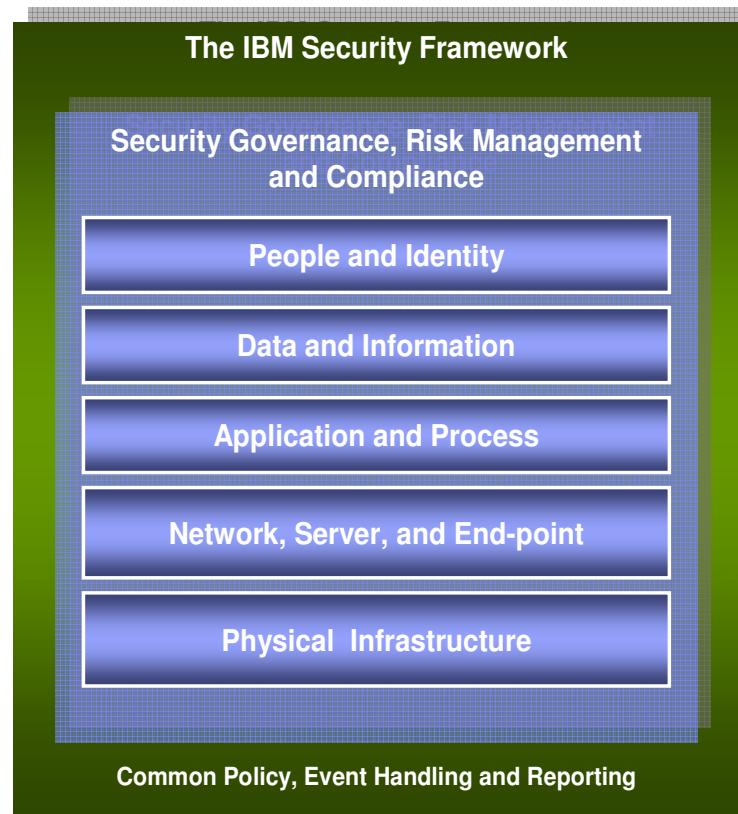 The IBM Security Framework
Security Governance, Risk Management
and Compliance
People and Identity
Data and Information
Application and Process
Network, Server, and End-point
Physical Infrastructure
Common Policy, Event Handling and Reporting